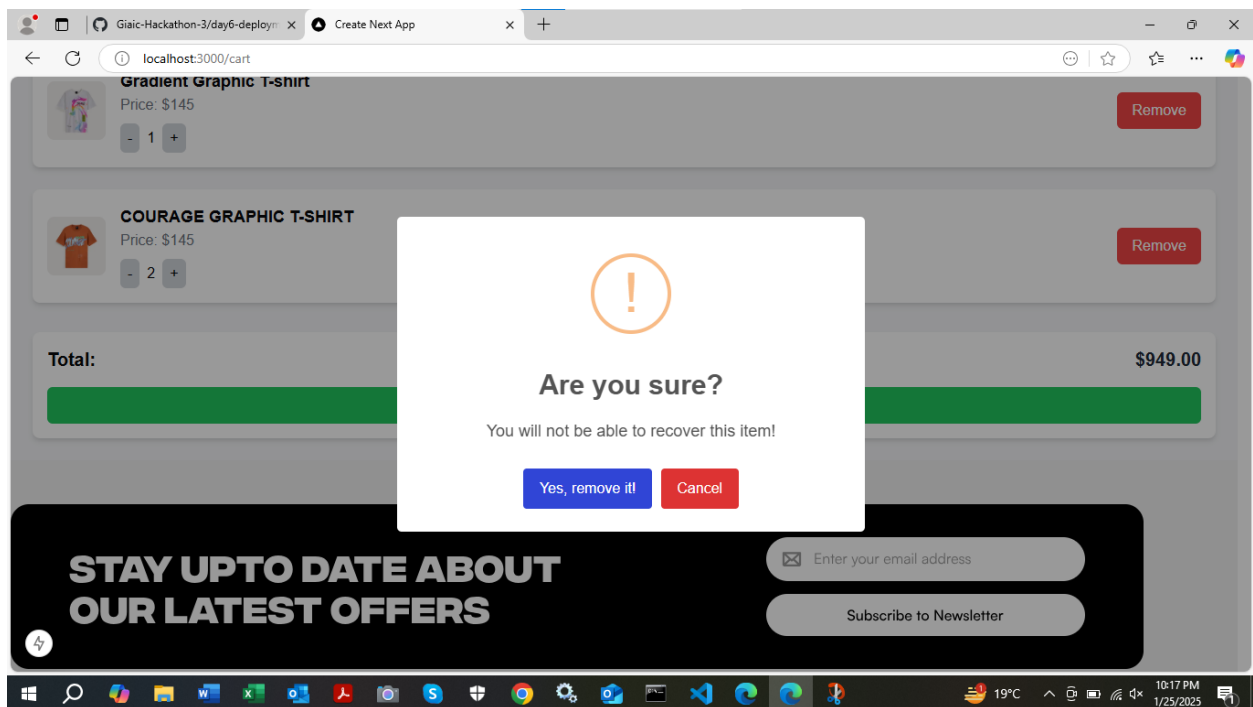 Giaic-Hackathon-3/day6-deploym
Create Next App
localhost:3000/cart
Gradient Graphic T-shirt
Price: $145
- 1 +
Remove
COURAGE GRAPHIC T-SHIRT
Price: $145
- 2 +
Remove
Total:
$949.00
!
Are you sure?
You will not be able to recover this item!
Yes, remove it!
Cancel
STAY UPTO DATE ABOUT
OUR LATEST OFFERS
Enter your email address
Subscribe to Newsletter
19°C
10:17 PM
1/25/2025